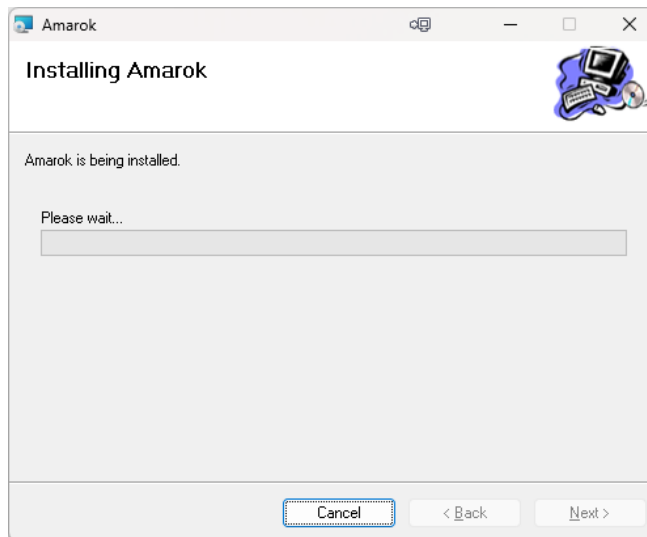 Amarok
Installing Amarok
Amarok is being installed.
Please wait...
Cancel
< Back
Next >